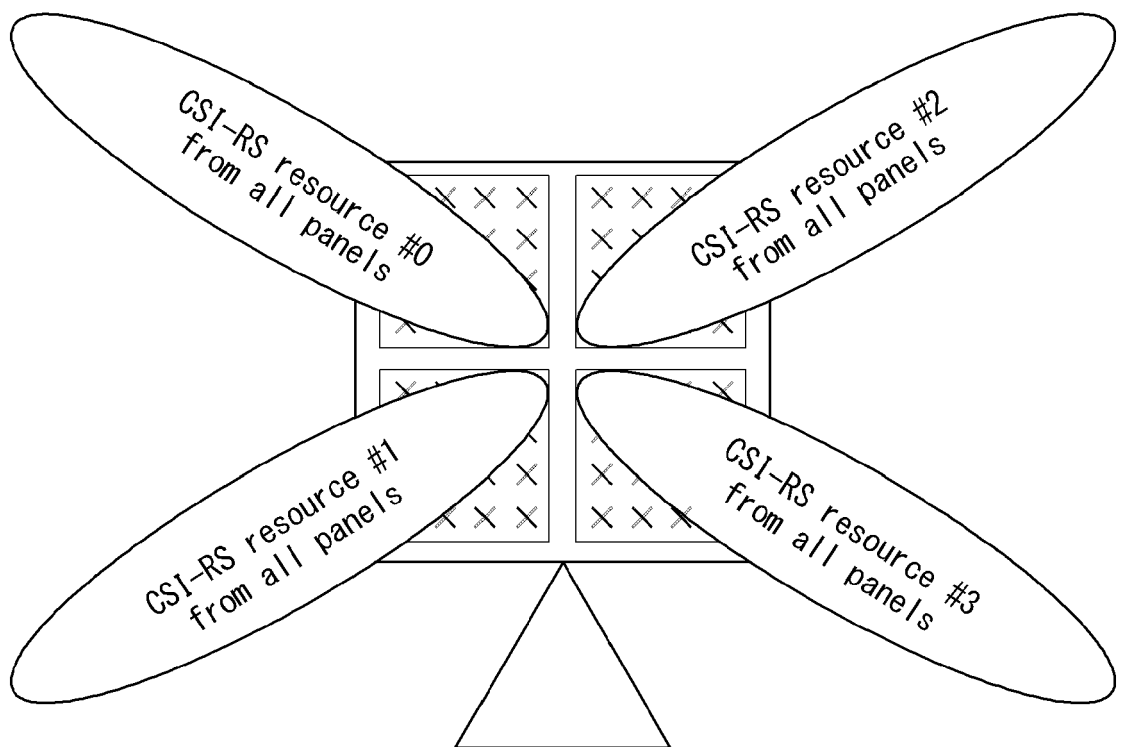 CSI-RS resource #0
from all panels
CSI-RS resource #2
from all panels
CSI-RS resource #1
from all panels
CSI-RS resource #3
from all panels